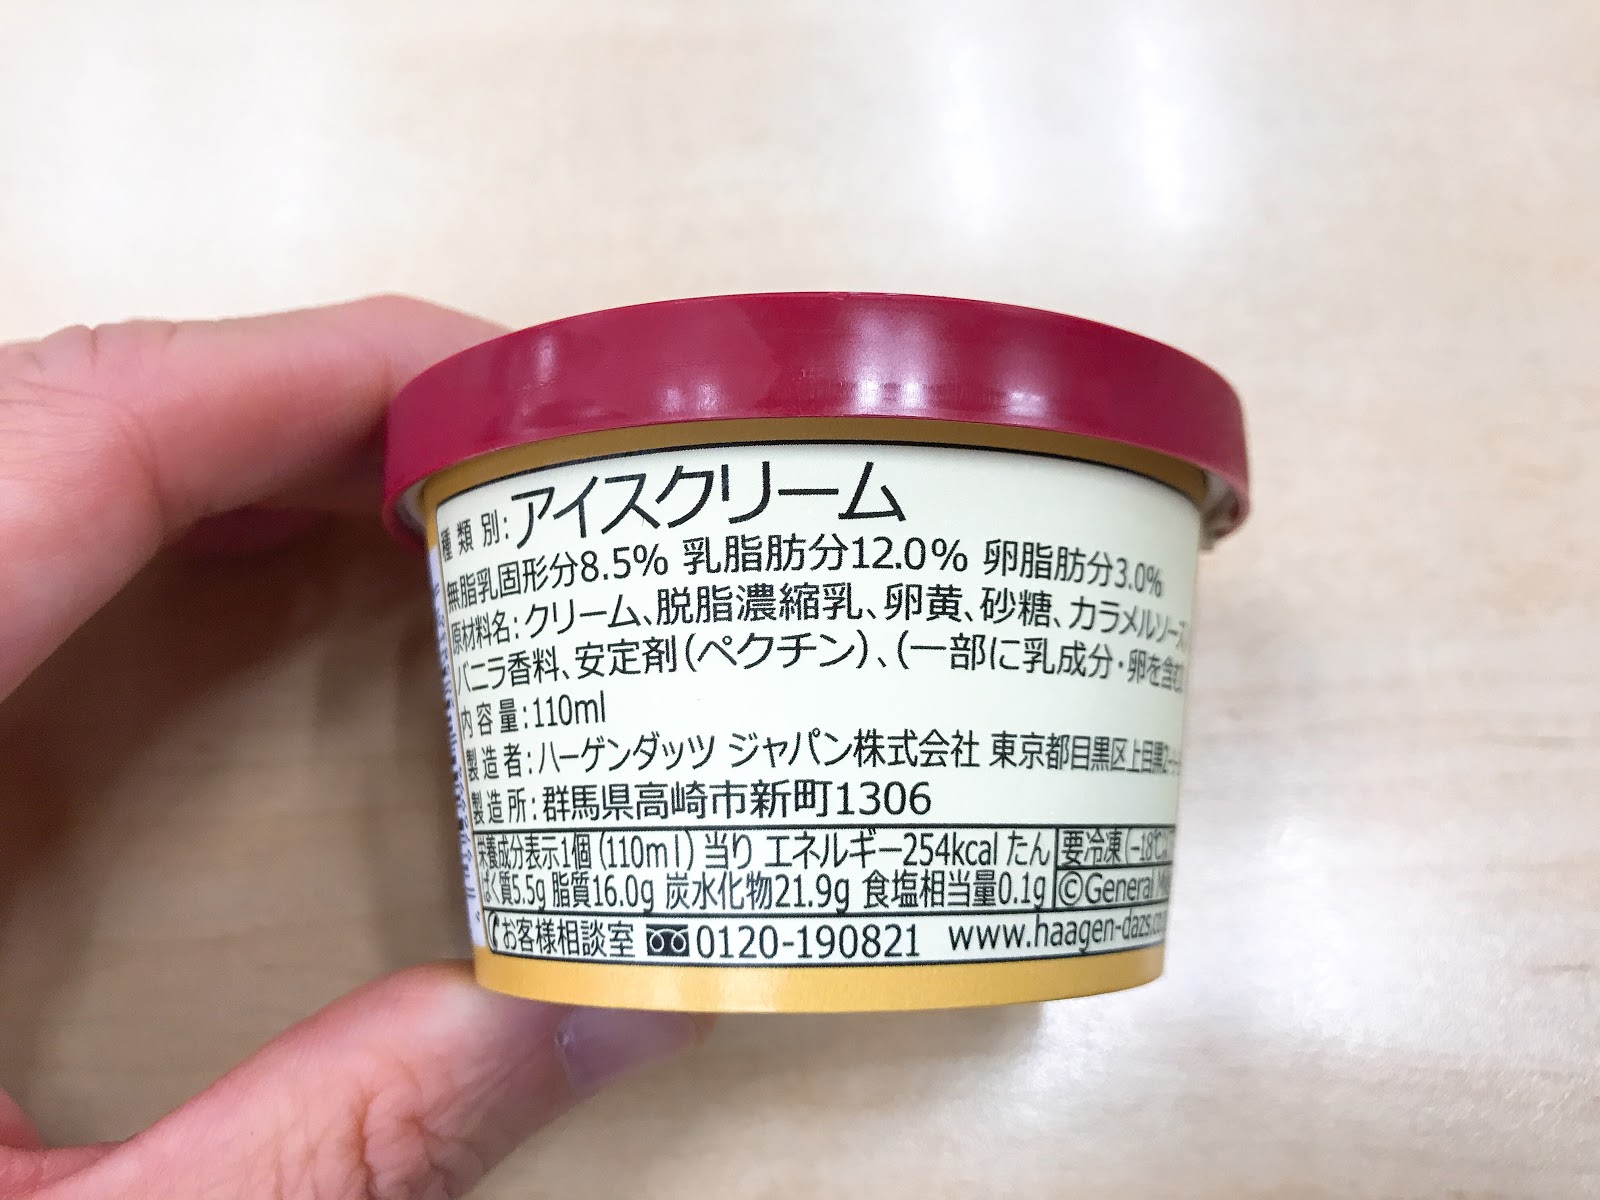 種類別:アイスクリーム
無脂乳固形分8.5% 乳脂肪分12.0% 卵脂肪分3.0%
原材料名:クリーム、脱脂濃縮乳、卵黄、砂糖、カラメルソース
バニラ香料、安定剤(ペクチン)、(一部に乳成分・卵を含む
内容量:110ml
製造者:ハーゲンダッツ ジャパン株式会社 東京都目黒区上目黒2-
製造所:群馬県高崎市新町1306
栄養成分表示1個(110ml)当り エネルギー254kcal たん
ぱく質5.5g 脂質16.0g 炭水化物21.9g 食塩相当量0.1g
要冷凍(-18℃
©General
お客様相談室 0120-190821 www.haagen-dazs.co